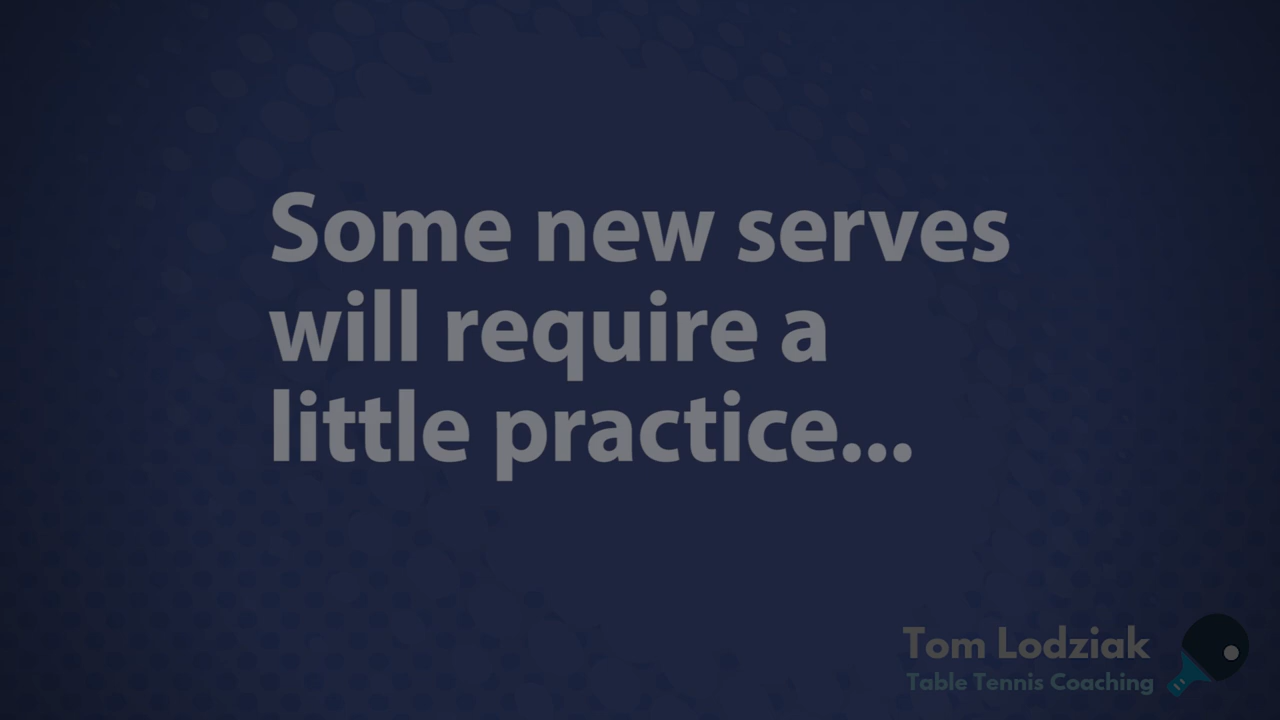 Some new serves
will require a
little practice...
Tom Lodziak
Table Tennis Coaching